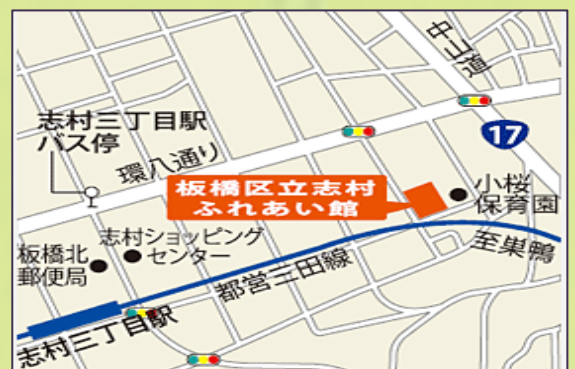 中山道
志村三丁目駅
バス停
環八通り
17
板橋区立志村
ふれあい館
小桜
保育園
志村ショッピング
センター
板橋北
郵便局
至巣鴨
都営三田線
志村三丁目駅